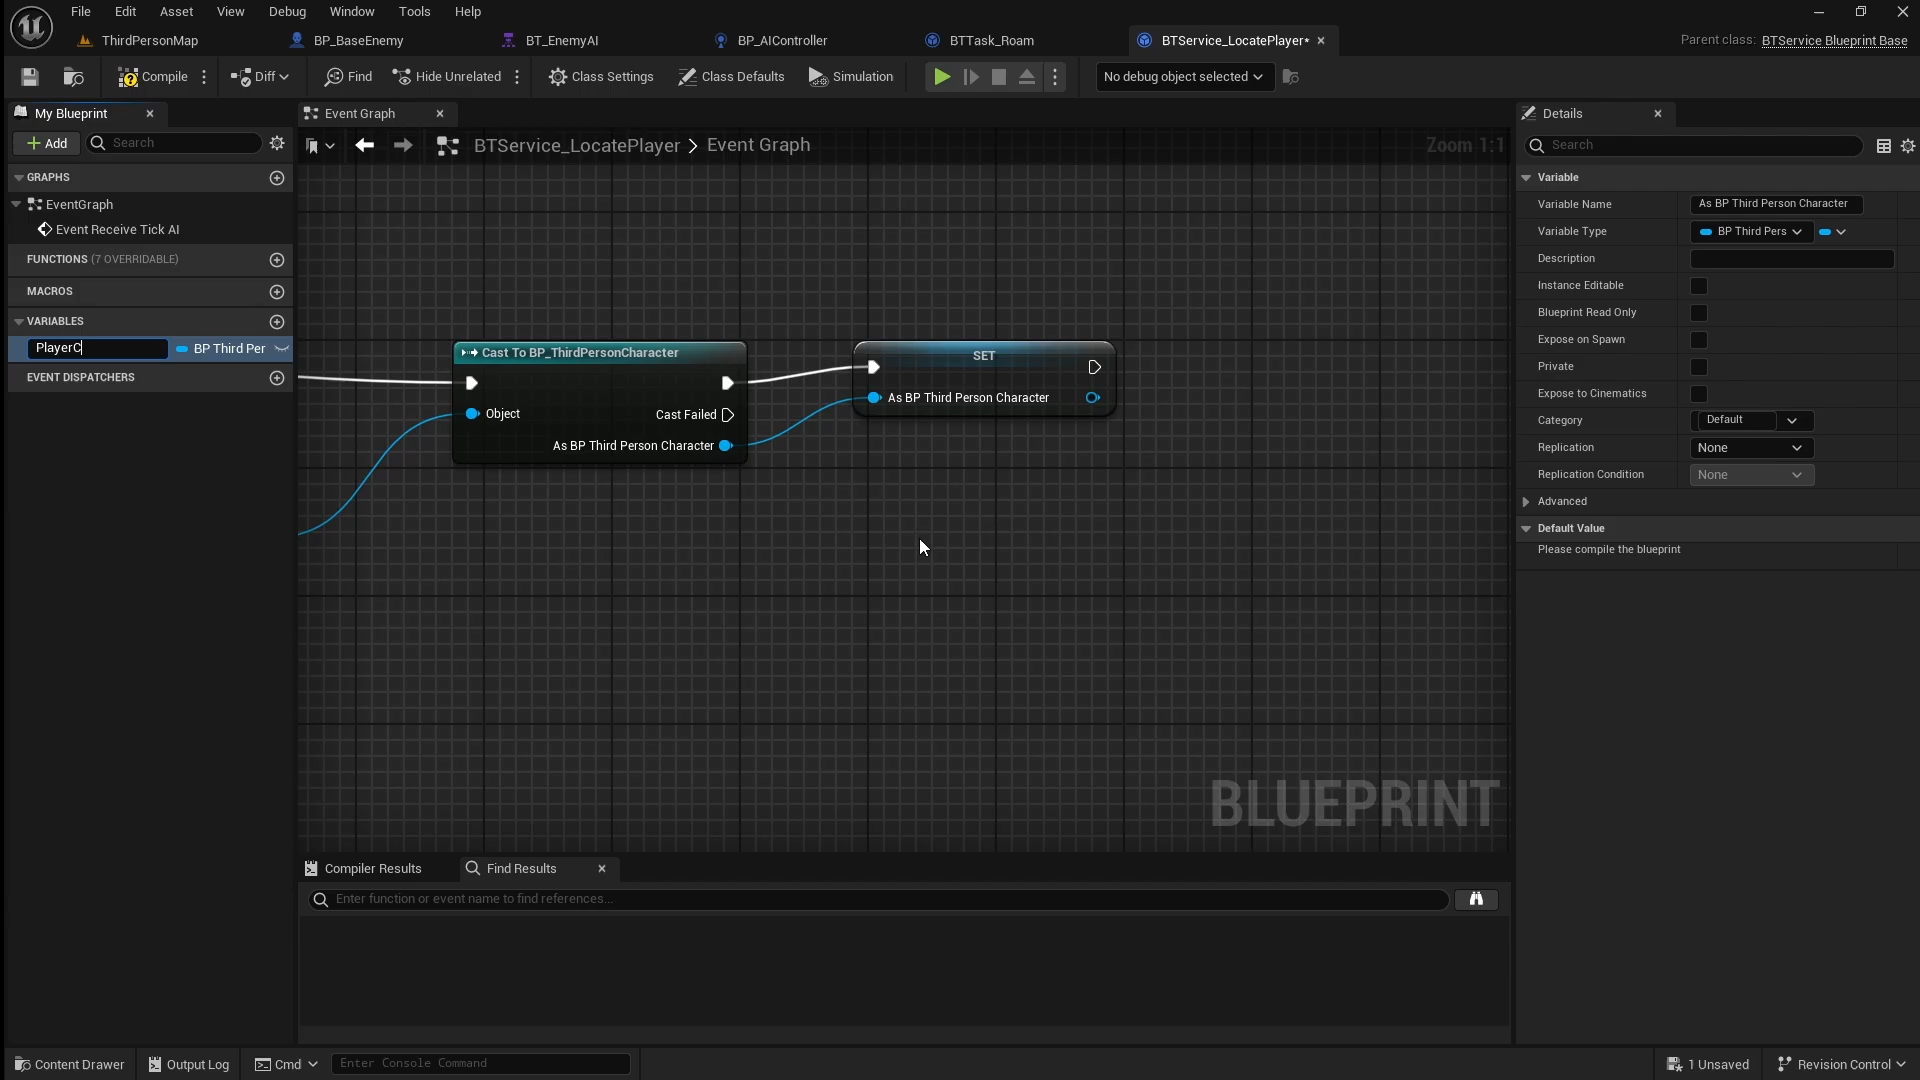 File Edit Asset View Debug Window Tools Help
ThirdPersonMap BP_BaseEnemy BT_EnemyAI BP_AIController BTTask_Roam BTService_LocatePlayer* Parent class: BTService Blueprint Base
Compile Diff Find Hide Unrelated Class Settings Class Defaults Simulation No debug object selected
My Blueprint Event Graph Details
Add Search BTService_LocatePlayer > Event Graph Zoom 1:1 Search
GRAPHS Variable
EventGraph Variable Name As BP Third Person Character
Event Receive Tick AI Variable Type BP Third Pers
FUNCTIONS (7 OVERRIDABLE) Description
MACROS Instance Editable
VARIABLES Blueprint Read Only
PlayerC BP Third Per Expose on Spawn
EVENT DISPATCHERS Private
Cast To BP_ThirdPersonCharacter SET Expose to Cinematics
Object Cast Failed As BP Third Person Character Category Default
As BP Third Person Character Replication None
Replication Condition None
Advanced
Default Value
Please compile the blueprint
BLUEPRINT
Compiler Results Find Results
Enter function or event name to find references...
Content Drawer Output Log Cmd Enter Console Command 1 Unsaved Revision Control